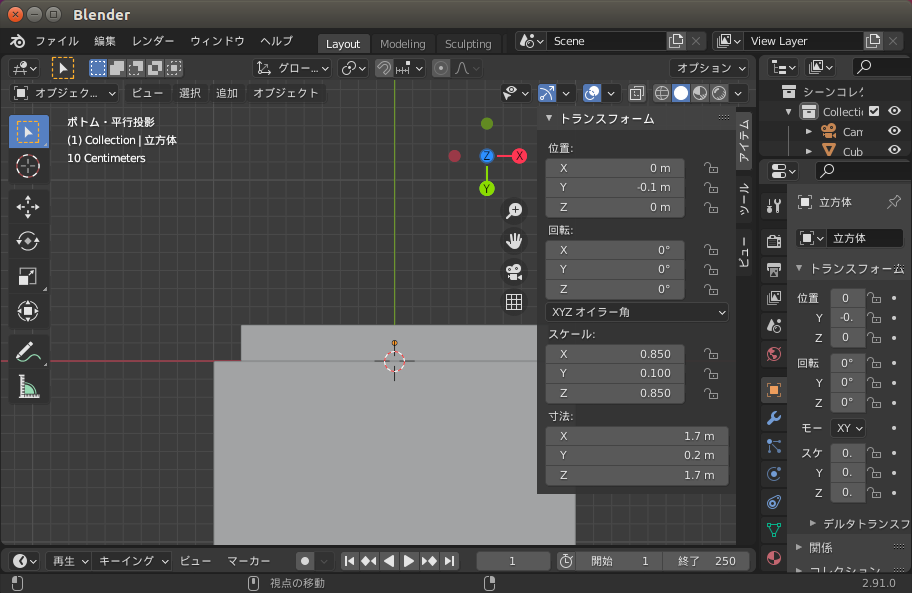 Blender
ファイル 編集 レンダー ウィンドウ ヘルプ Layout Modeling Sculpting Scene View Layer
グロー... オプション
オブジェク... ビュー 選択 追加 オブジェクト
ボトム・平行投影
(1) Collection | 立方体
10 Centimeters
X
Y
Z
トランスフォーム
位置:
X 0 m
Y -0.1 m
Z 0 m
回転:
X 0°
Y 0°
Z 0°
XYZ オイラー角
スケール:
X 0.850
Y 0.100
Z 0.850
寸法:
X 1.7 m
Y 0.2 m
Z 1.7 m
アイテム
ツール
ビュー
シーンコレク
Collecti
Cam
Cub
立方体
立方体
トランスフォーム
位置 0
Y -0.
Z 0
回転 0°
Y 0°
Z 0°
モー XY
スケ 0.
Y 0.
Z 0.
デルタトランスフ
関係
コレクション
再生 キーイング ビュー マーカー 1 開始 1 終了 250
視点の移動 2.91.0